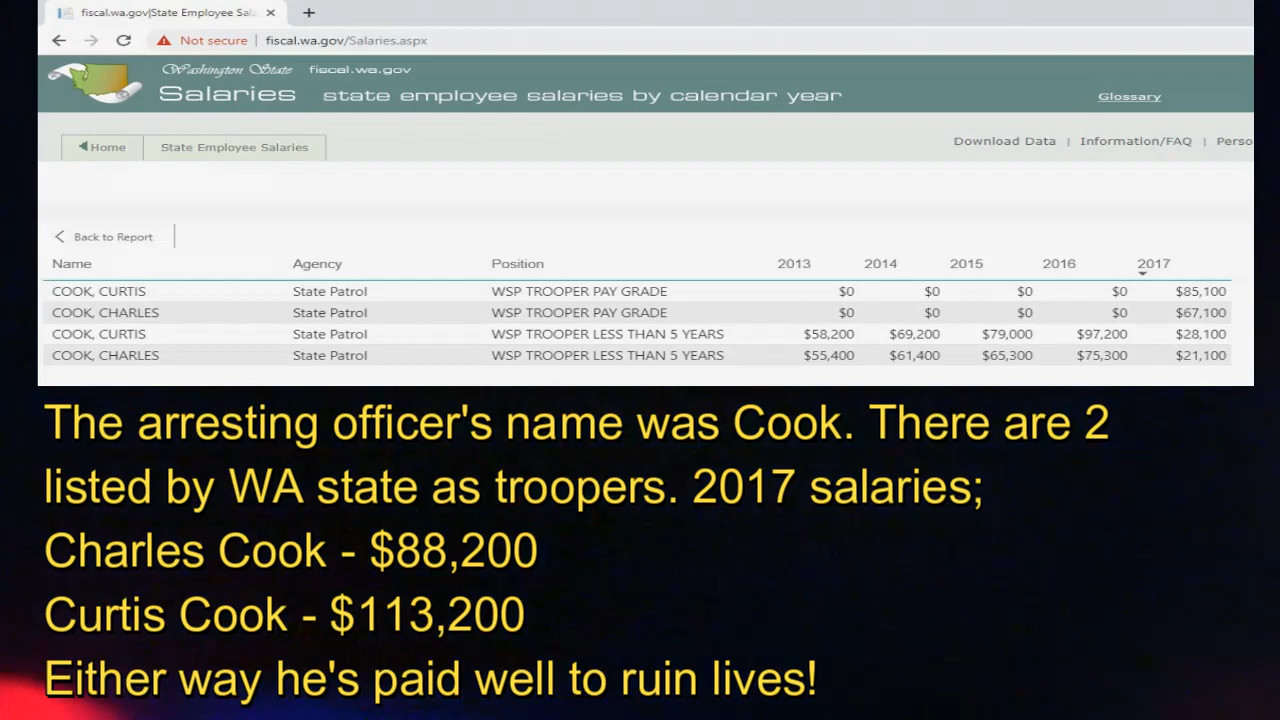 fiscal.wa.gov|State Employee Sal
Not secure | fiscal.wa.gov/Salaries.aspx
Washington State fiscal.wa.gov
Salaries state employee salaries by calendar year Glossary
Home State Employee Salaries Download Data | Information/FAQ | Perso
Back to Report
Name Agency Position 2013 2014 2015 2016 2017
COOK, CURTIS State Patrol WSP TROOPER PAY GRADE $0 $0 $0 $0 $85,100
COOK, CHARLES State Patrol WSP TROOPER PAY GRADE $0 $0 $0 $0 $67,100
COOK, CURTIS State Patrol WSP TROOPER LESS THAN 5 YEARS $58,200 $69,200 $79,000 $97,200 $28,100
COOK, CHARLES State Patrol WSP TROOPER LESS THAN 5 YEARS $55,400 $61,400 $65,300 $75,300 $21,100
The arresting officer's name was Cook. There are 2
listed by WA state as troopers. 2017 salaries;
Charles Cook - $88,200
Curtis Cook - $113,200
Either way he's paid well to ruin lives!